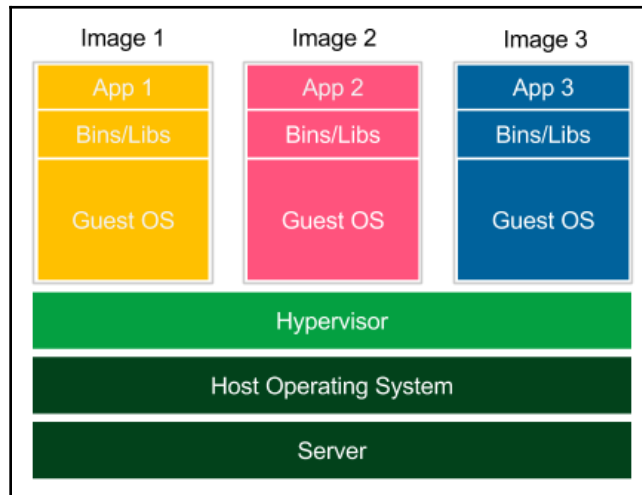 Image 1
Image 2
Image 3
App 1
App 2
App 3
Bins/Libs
Bins/Libs
Bins/Libs
Guest OS
Guest OS
Guest OS
Hypervisor
Host Operating System
Server